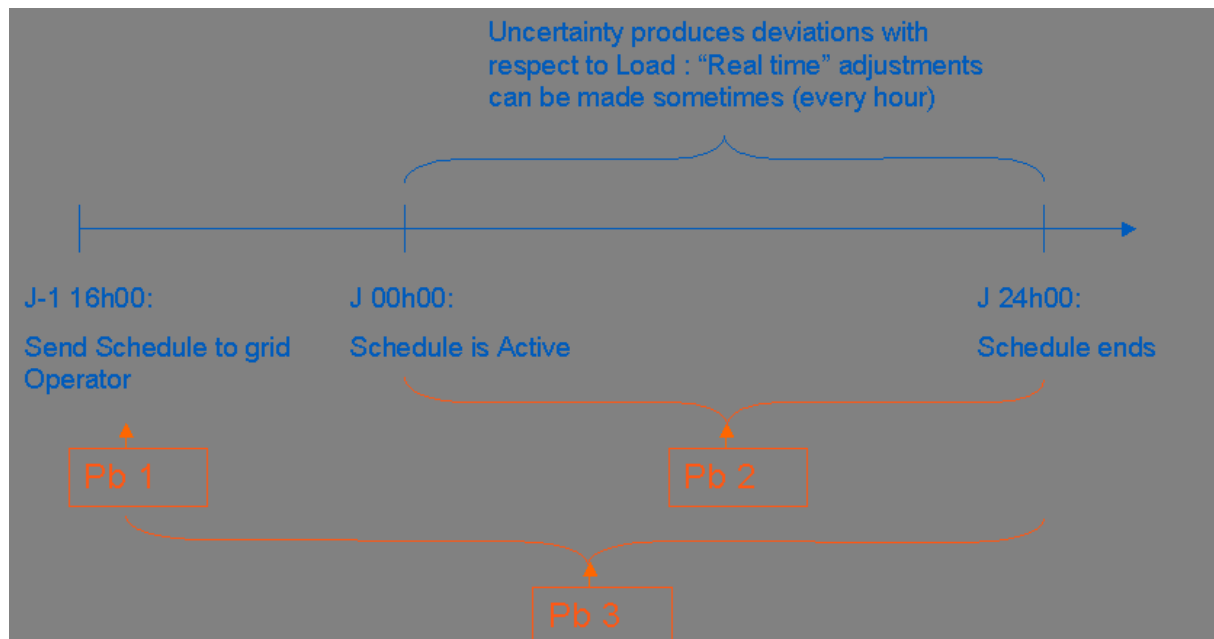 Uncertainty produces deviations with
respect to Load : “Real time” adjustments
can be made sometimes (every hour)
J-1 16h00:
Send Schedule to grid
Operator
J 00h00:
Schedule is Active
J 24h00:
Schedule ends
Pb 1
Pb 2
Pb 3